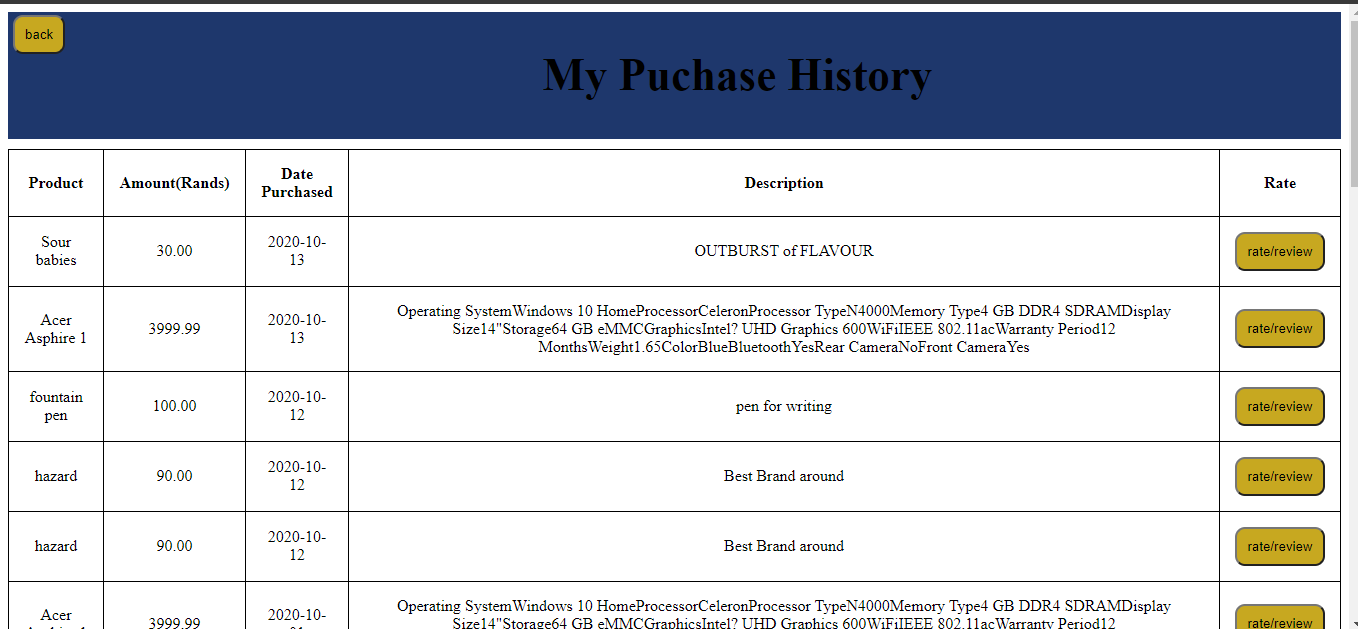 back
My Puchase History
Product Amount(Rands) Date Purchased Description Rate
Sour babies 30.00 2020-10-13 OUTBURST of FLAVOUR rate/review
Acer Asphire 1 3999.99 2020-10-13 Operating SystemWindows 10 HomeProcessorCeleronProcessor TypeN4000Memory Type4 GB DDR4 SDRAMDisplay
Size14"Storage64 GB eMMCGraphicsIntel? UHD Graphics 600WiFiIEEE 802.11acWarranty Period12
MonthsWeight1.65ColorBlueBluetoothYesRear CameraNoFront CameraYes rate/review
fountain pen 100.00 2020-10-12 pen for writing rate/review
hazard 90.00 2020-10-12 Best Brand around rate/review
hazard 90.00 2020-10-12 Best Brand around rate/review
Acer 3999.99 2020-10- Operating SystemWindows 10 HomeProcessorCeleronProcessor TypeN4000Memory Type4 GB DDR4 SDRAMDisplay
Size14"Storage64 GB eMMCGraphicsIntel? UHD Graphics 600WiFiIEEE 802.11acWarranty Period12 rate/review